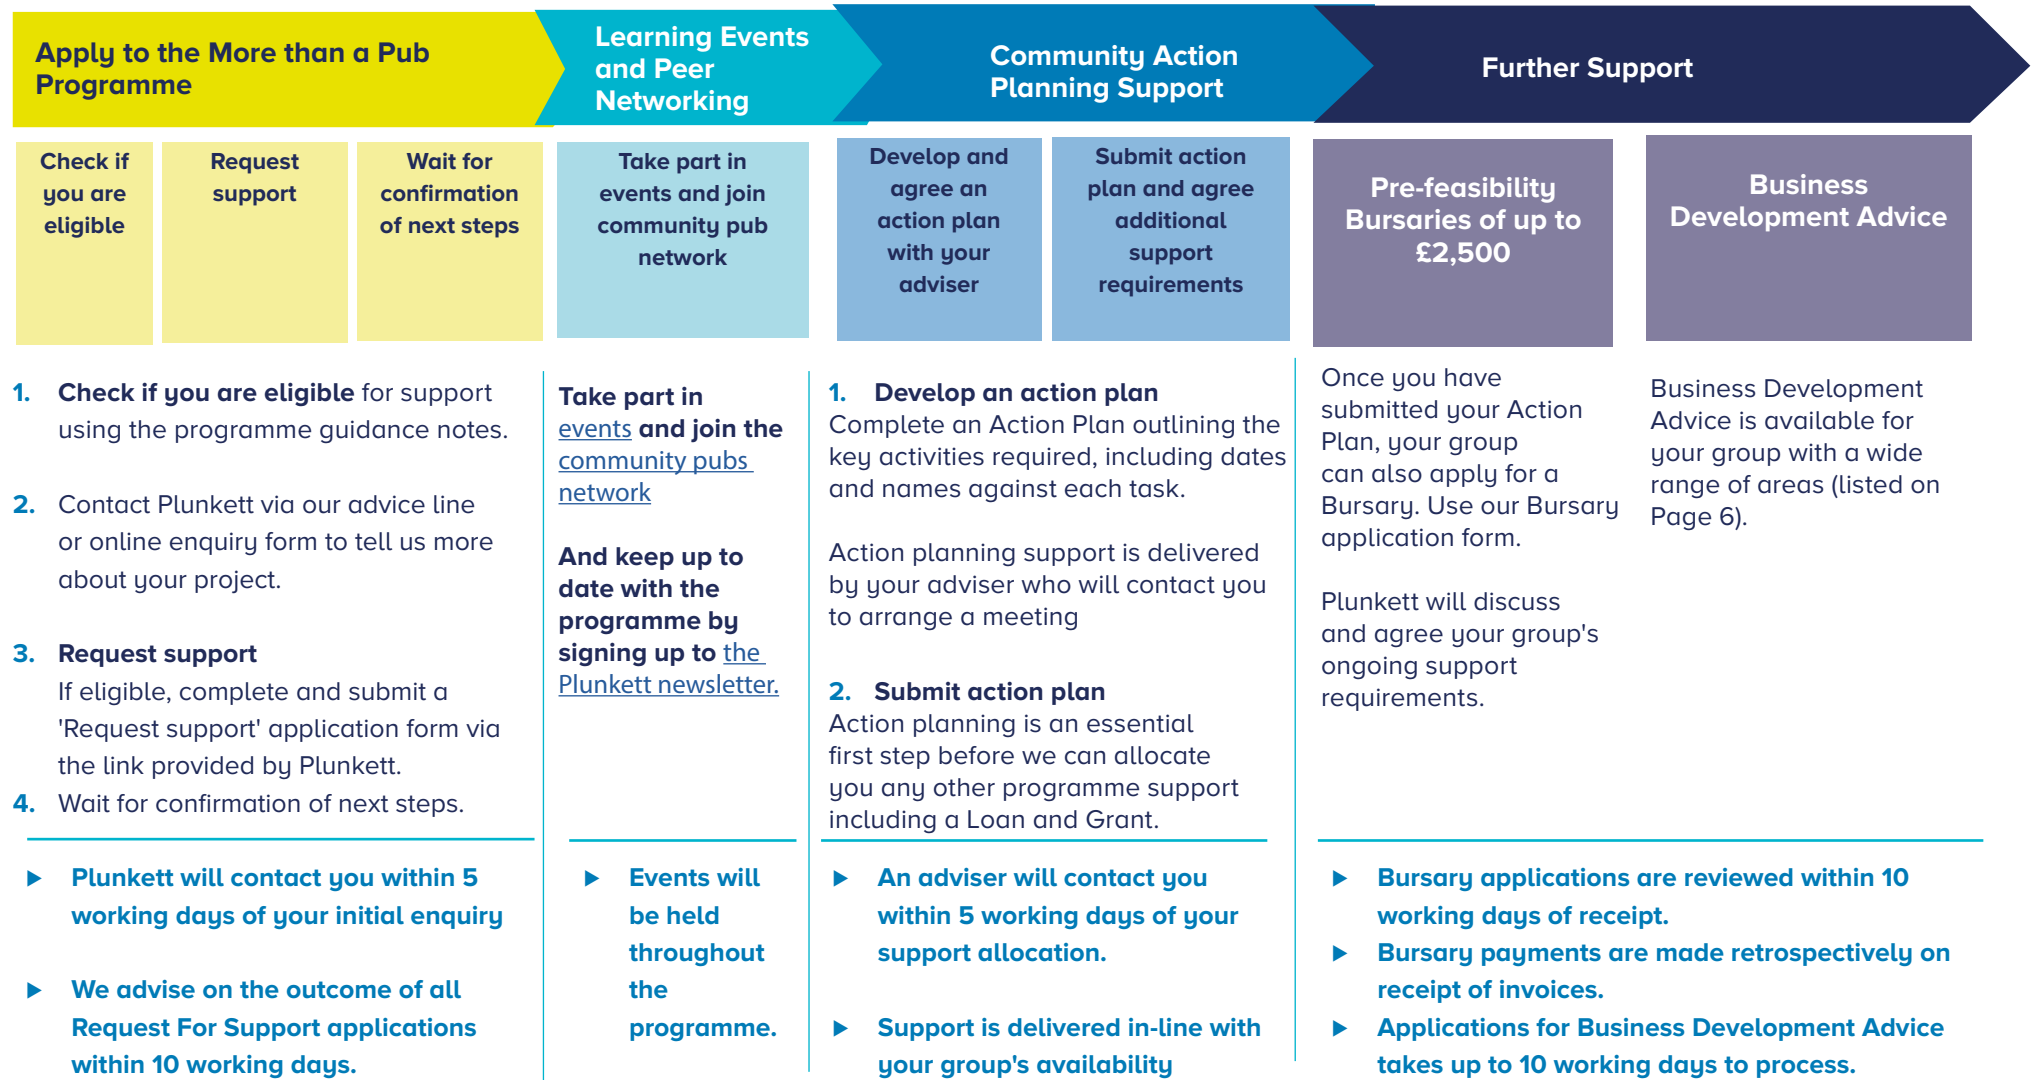 Apply to the More than a Pub
Programme
Learning Events
and Peer
Networking
Community Action
Planning Support
Further Support
Check if
you are
eligible
Request
support
Wait for
confirmation
of next steps
Take part in
events and join
community pub
network
Develop and
agree an
action plan
with your
adviser
Submit action
plan and agree
additional
support
requirements
Pre-feasibility
Bursaries of up to
£2,500
Business
Development Advice
1. Check if you are eligible for support
using the programme guidance notes.
2. Contact Plunkett via our advice line
or online enquiry form to tell us more
about your project.
3. Request support
If eligible, complete and submit a
'Request support' application form via
the link provided by Plunkett.
4. Wait for confirmation of next steps.
▶ Plunkett will contact you within 5
working days of your initial enquiry
▶ We advise on the outcome of all
Request For Support applications
within 10 working days.
Take part in
events and join the
community pubs
network
And keep up to
date with the
programme by
signing up to the
Plunkett newsletter.
▶ Events will
be held
throughout
the
programme.
1. Develop an action plan
Complete an Action Plan outlining the
key activities required, including dates
and names against each task.
Action planning support is delivered
by your adviser who will contact you
to arrange a meeting
2. Submit action plan
Action planning is an essential
first step before we can allocate
you any other programme support
including a Loan and Grant.
▶ An adviser will contact you
within 5 working days of your
support allocation.
▶ Support is delivered in-line with
your group's availability
Once you have
submitted your Action
Plan, your group
can also apply for a
Bursary. Use our Bursary
application form.
Plunkett will discuss
and agree your group's
ongoing support
requirements.
Business Development
Advice is available for
your group with a wide
range of areas (listed on
Page 6).
▶ Bursary applications are reviewed within 10
working days of receipt.
▶ Bursary payments are made retrospectively on
receipt of invoices.
▶ Applications for Business Development Advice
takes up to 10 working days to process.